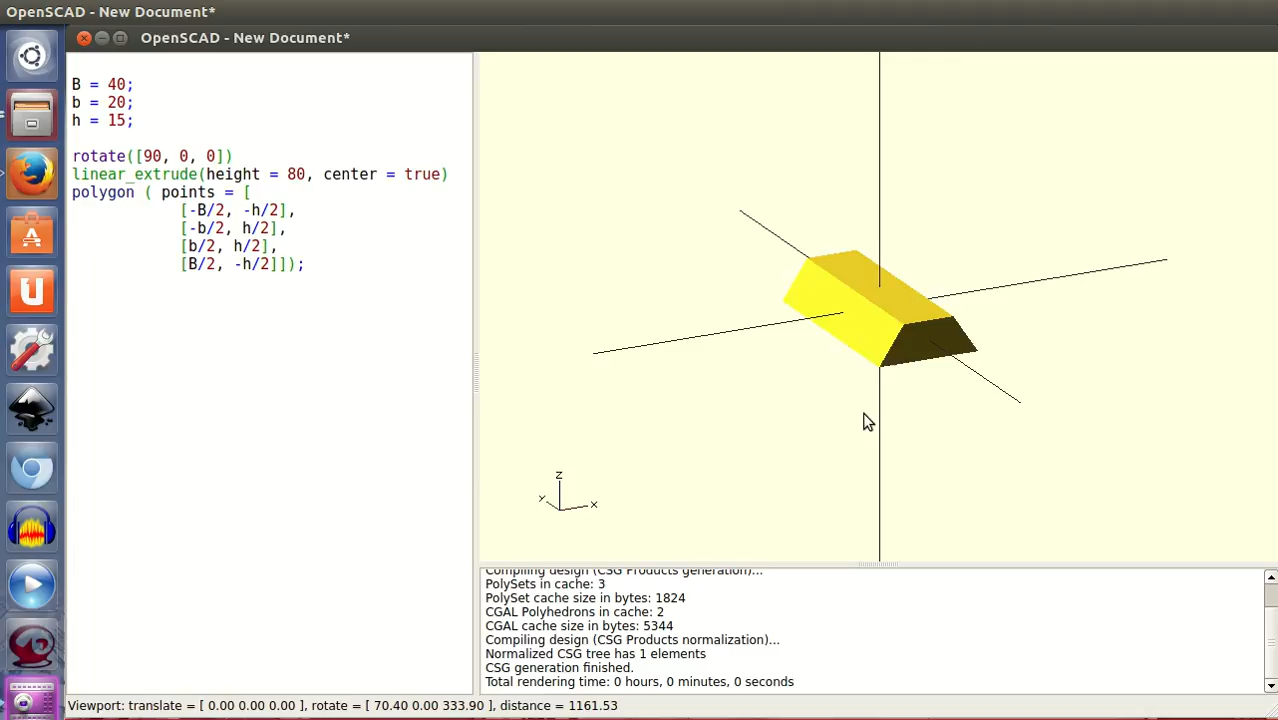 OpenSCAD - New Document*
OpenSCAD - New Document*
B = 40;
b = 20;
h = 15;
rotate([90, 0, 0])
linear_extrude(height = 80, center = true)
polygon ( points = [
[-B/2, -h/2],
[-b/2, h/2],
[b/2, h/2],
[B/2, -h/2]]);
z
y
x
Compiling design (CSG Products generation)...
PolySets in cache: 3
PolySet cache size in bytes: 1824
CGAL Polyhedrons in cache: 2
CGAL cache size in bytes: 5344
Compiling design (CSG Products normalization)...
Normalized CSG tree has 1 elements
CSG generation finished.
Total rendering time: 0 hours, 0 minutes, 0 seconds
Viewport: translate = [ 0.00 0.00 0.00 ], rotate = [ 70.40 0.00 333.90 ], distance = 1161.53